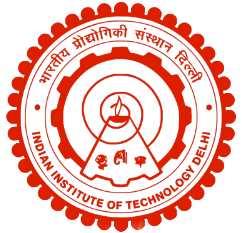 भारतीय प्रौद्योगिकी संस्थान दिल्ली
INDIAN INSTITUTE OF TECHNOLOGY DELHI